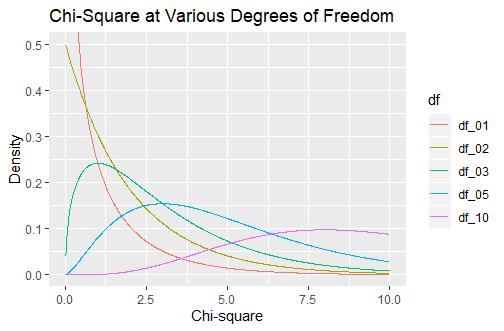 Chi-Square at Various Degrees of Freedom
0.5
0.4
0.3
0.2
0.1
0.0
Density
0.0 2.5 5.0 7.5 10.0
Chi-square
df
df_01
df_02
df_03
df_05
df_10